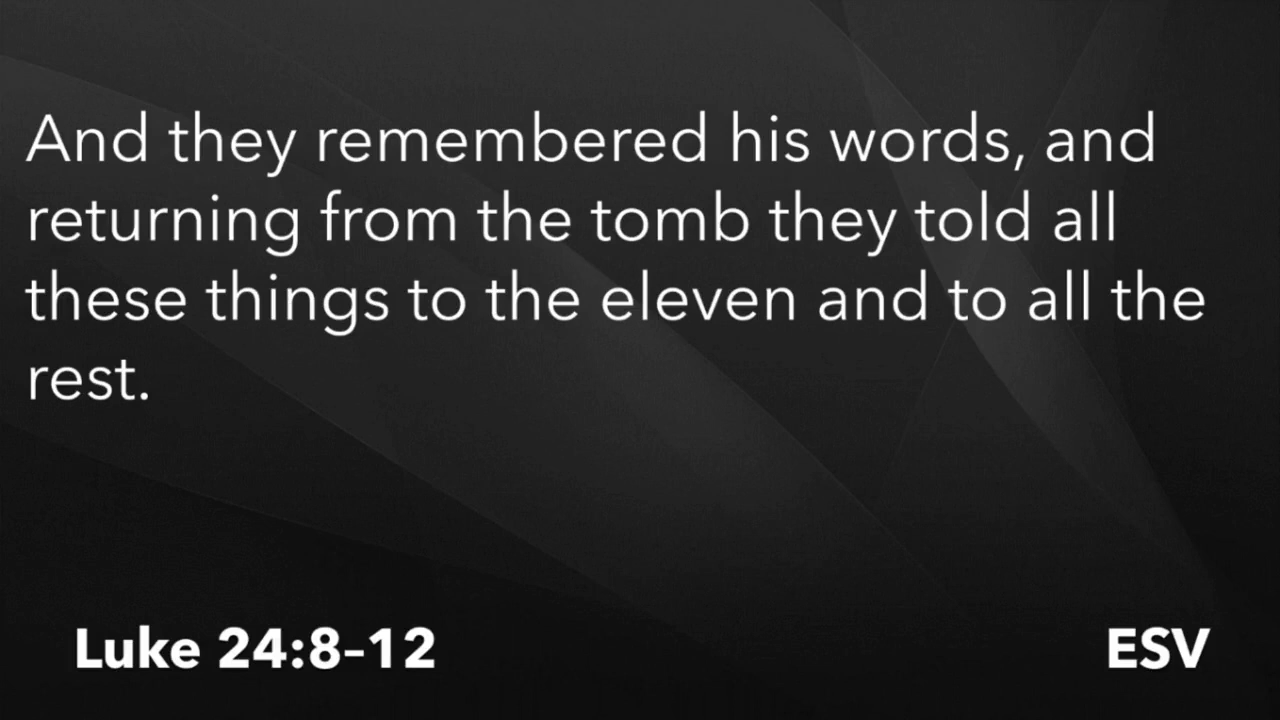 And they remembered his words, and
returning from the tomb they told all
these things to the eleven and to all the
rest.
Luke 24:8–12
ESV